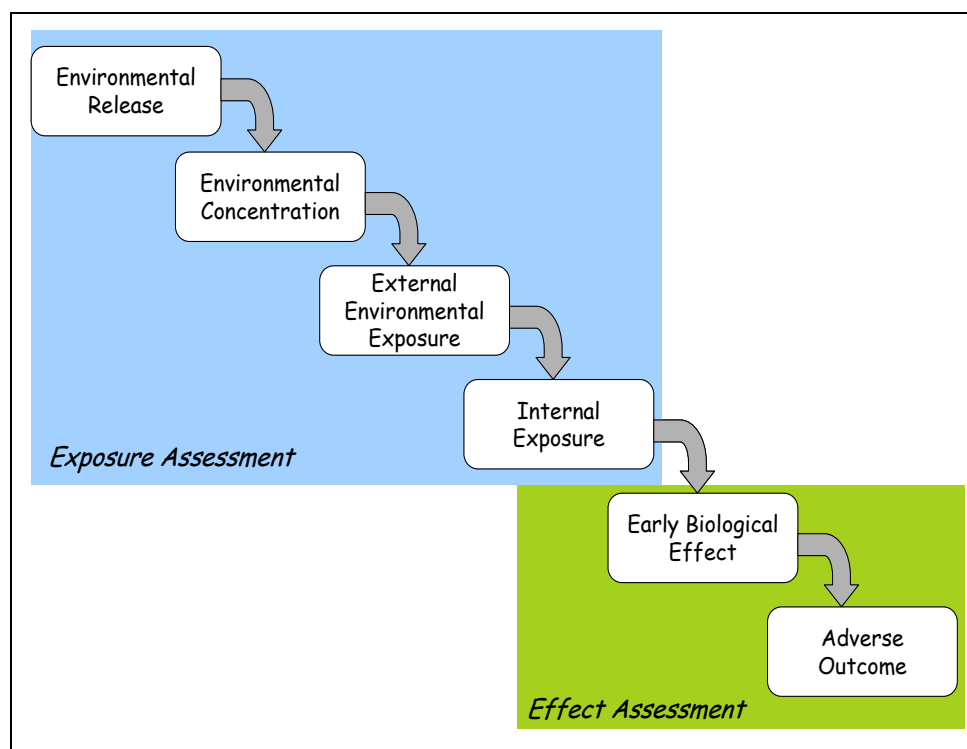 Environmental
Release
Environmental
Concentration
External
Environmental
Exposure
Internal
Exposure
Exposure Assessment
Early Biological
Effect
Adverse
Outcome
Effect Assessment